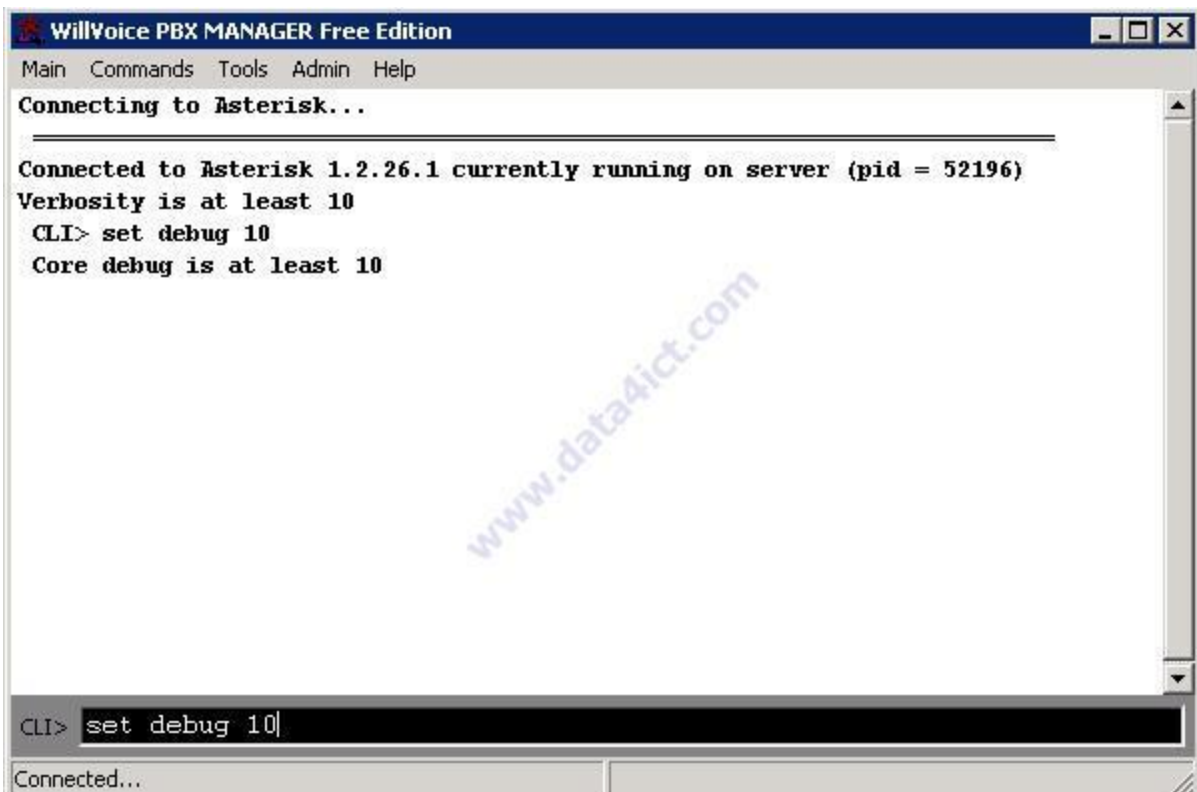 WillVoice PBX MANAGER Free Edition
Main Commands Tools Admin Help
Connecting to Asterisk...
Connected to Asterisk 1.2.26.1 currently running on server (pid = 52196)
Verbosity is at least 10
CLI> set debug 10
Core debug is at least 10
www.data4ict.com
CLI> set debug 10
Connected...